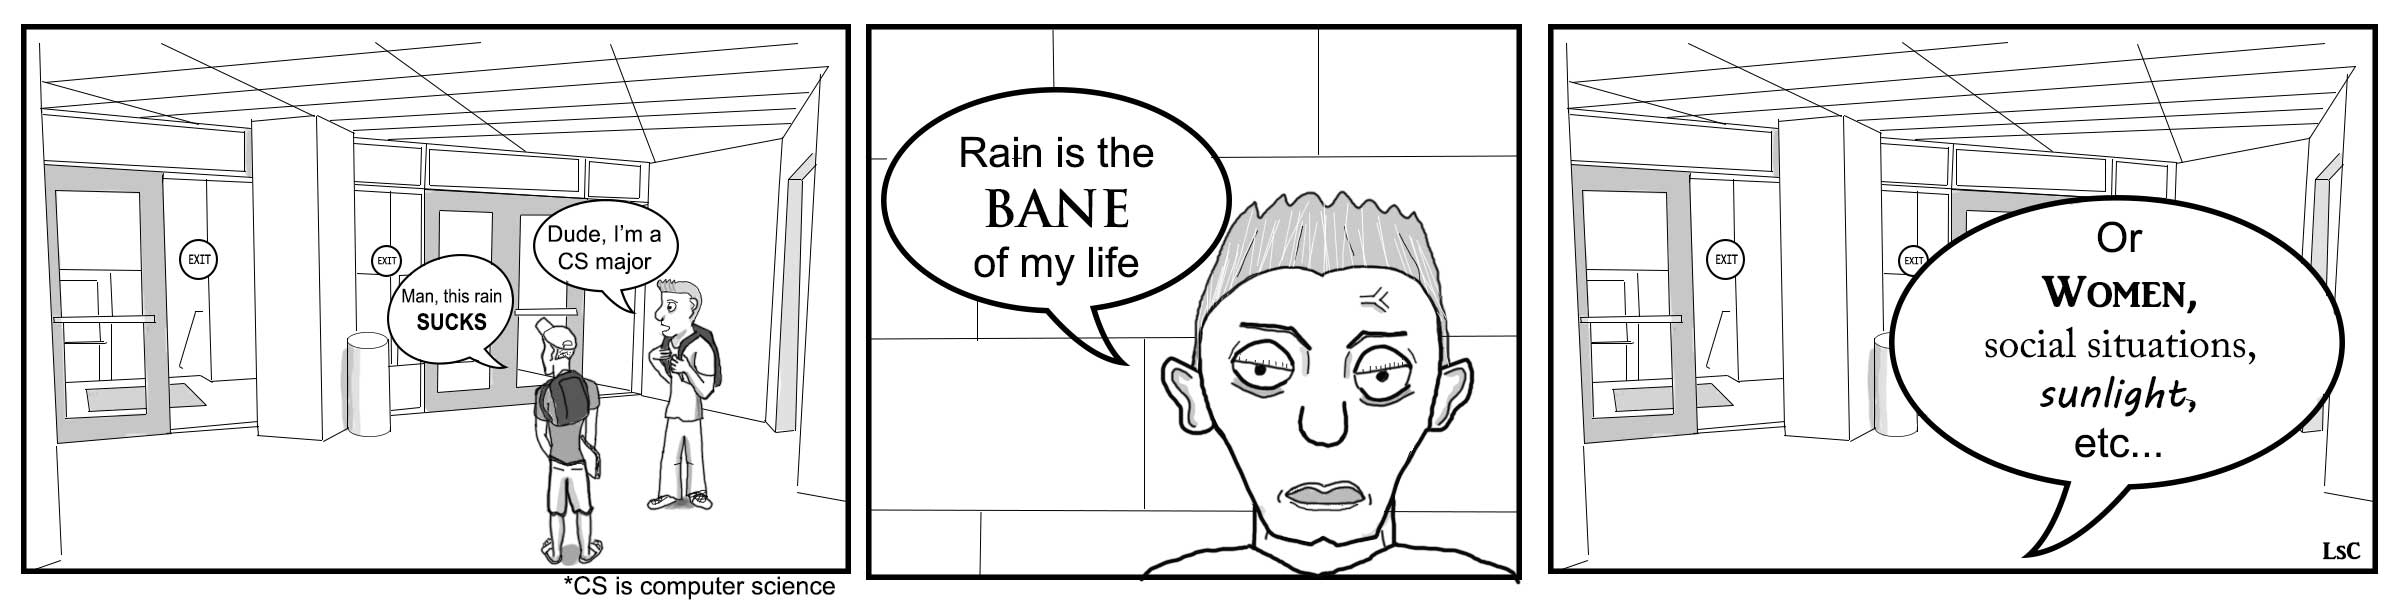 EXIT
EXIT
Man, this rain
SUCKS
Dude, I'm a
CS major
*CS is computer science
Rain is the
BANE
of my life
EXIT
EXIT
Or
WOMEN,
social situations,
sunlight,
etc...
LSC